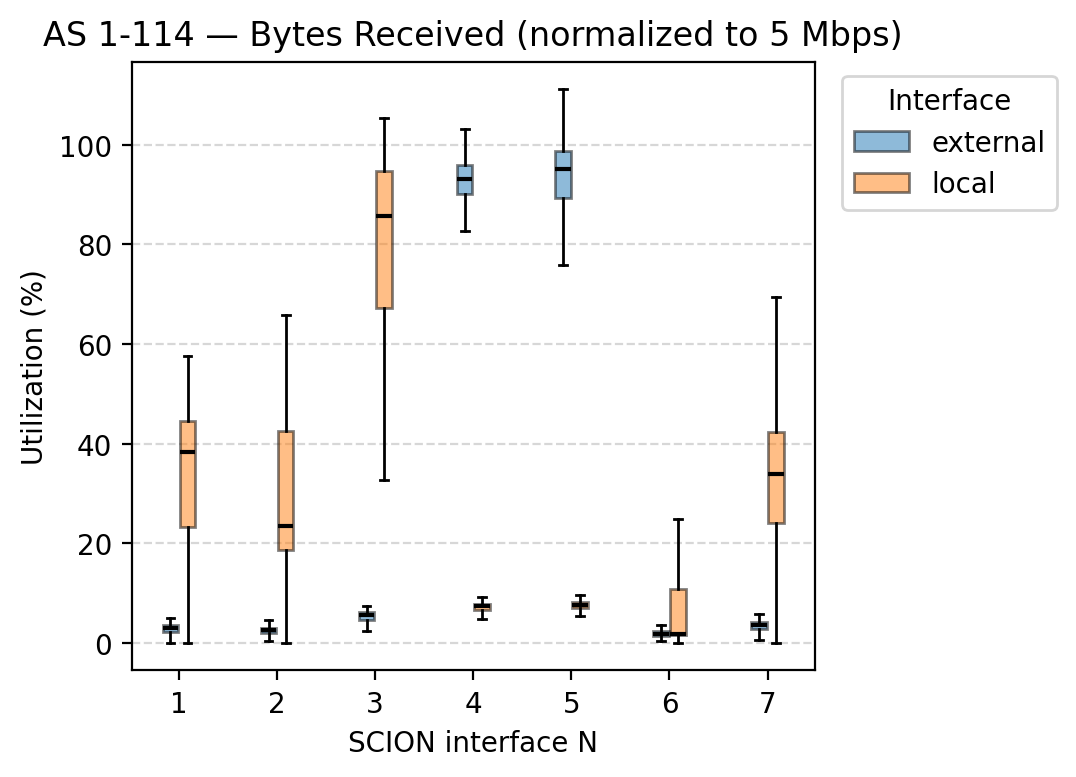 AS 1-114 — Bytes Received (normalized to 5 Mbps)
Interface
external
local
Utilization (%)
100
80
60
40
20
0
1 2 3 4 5 6 7
SCION interface N